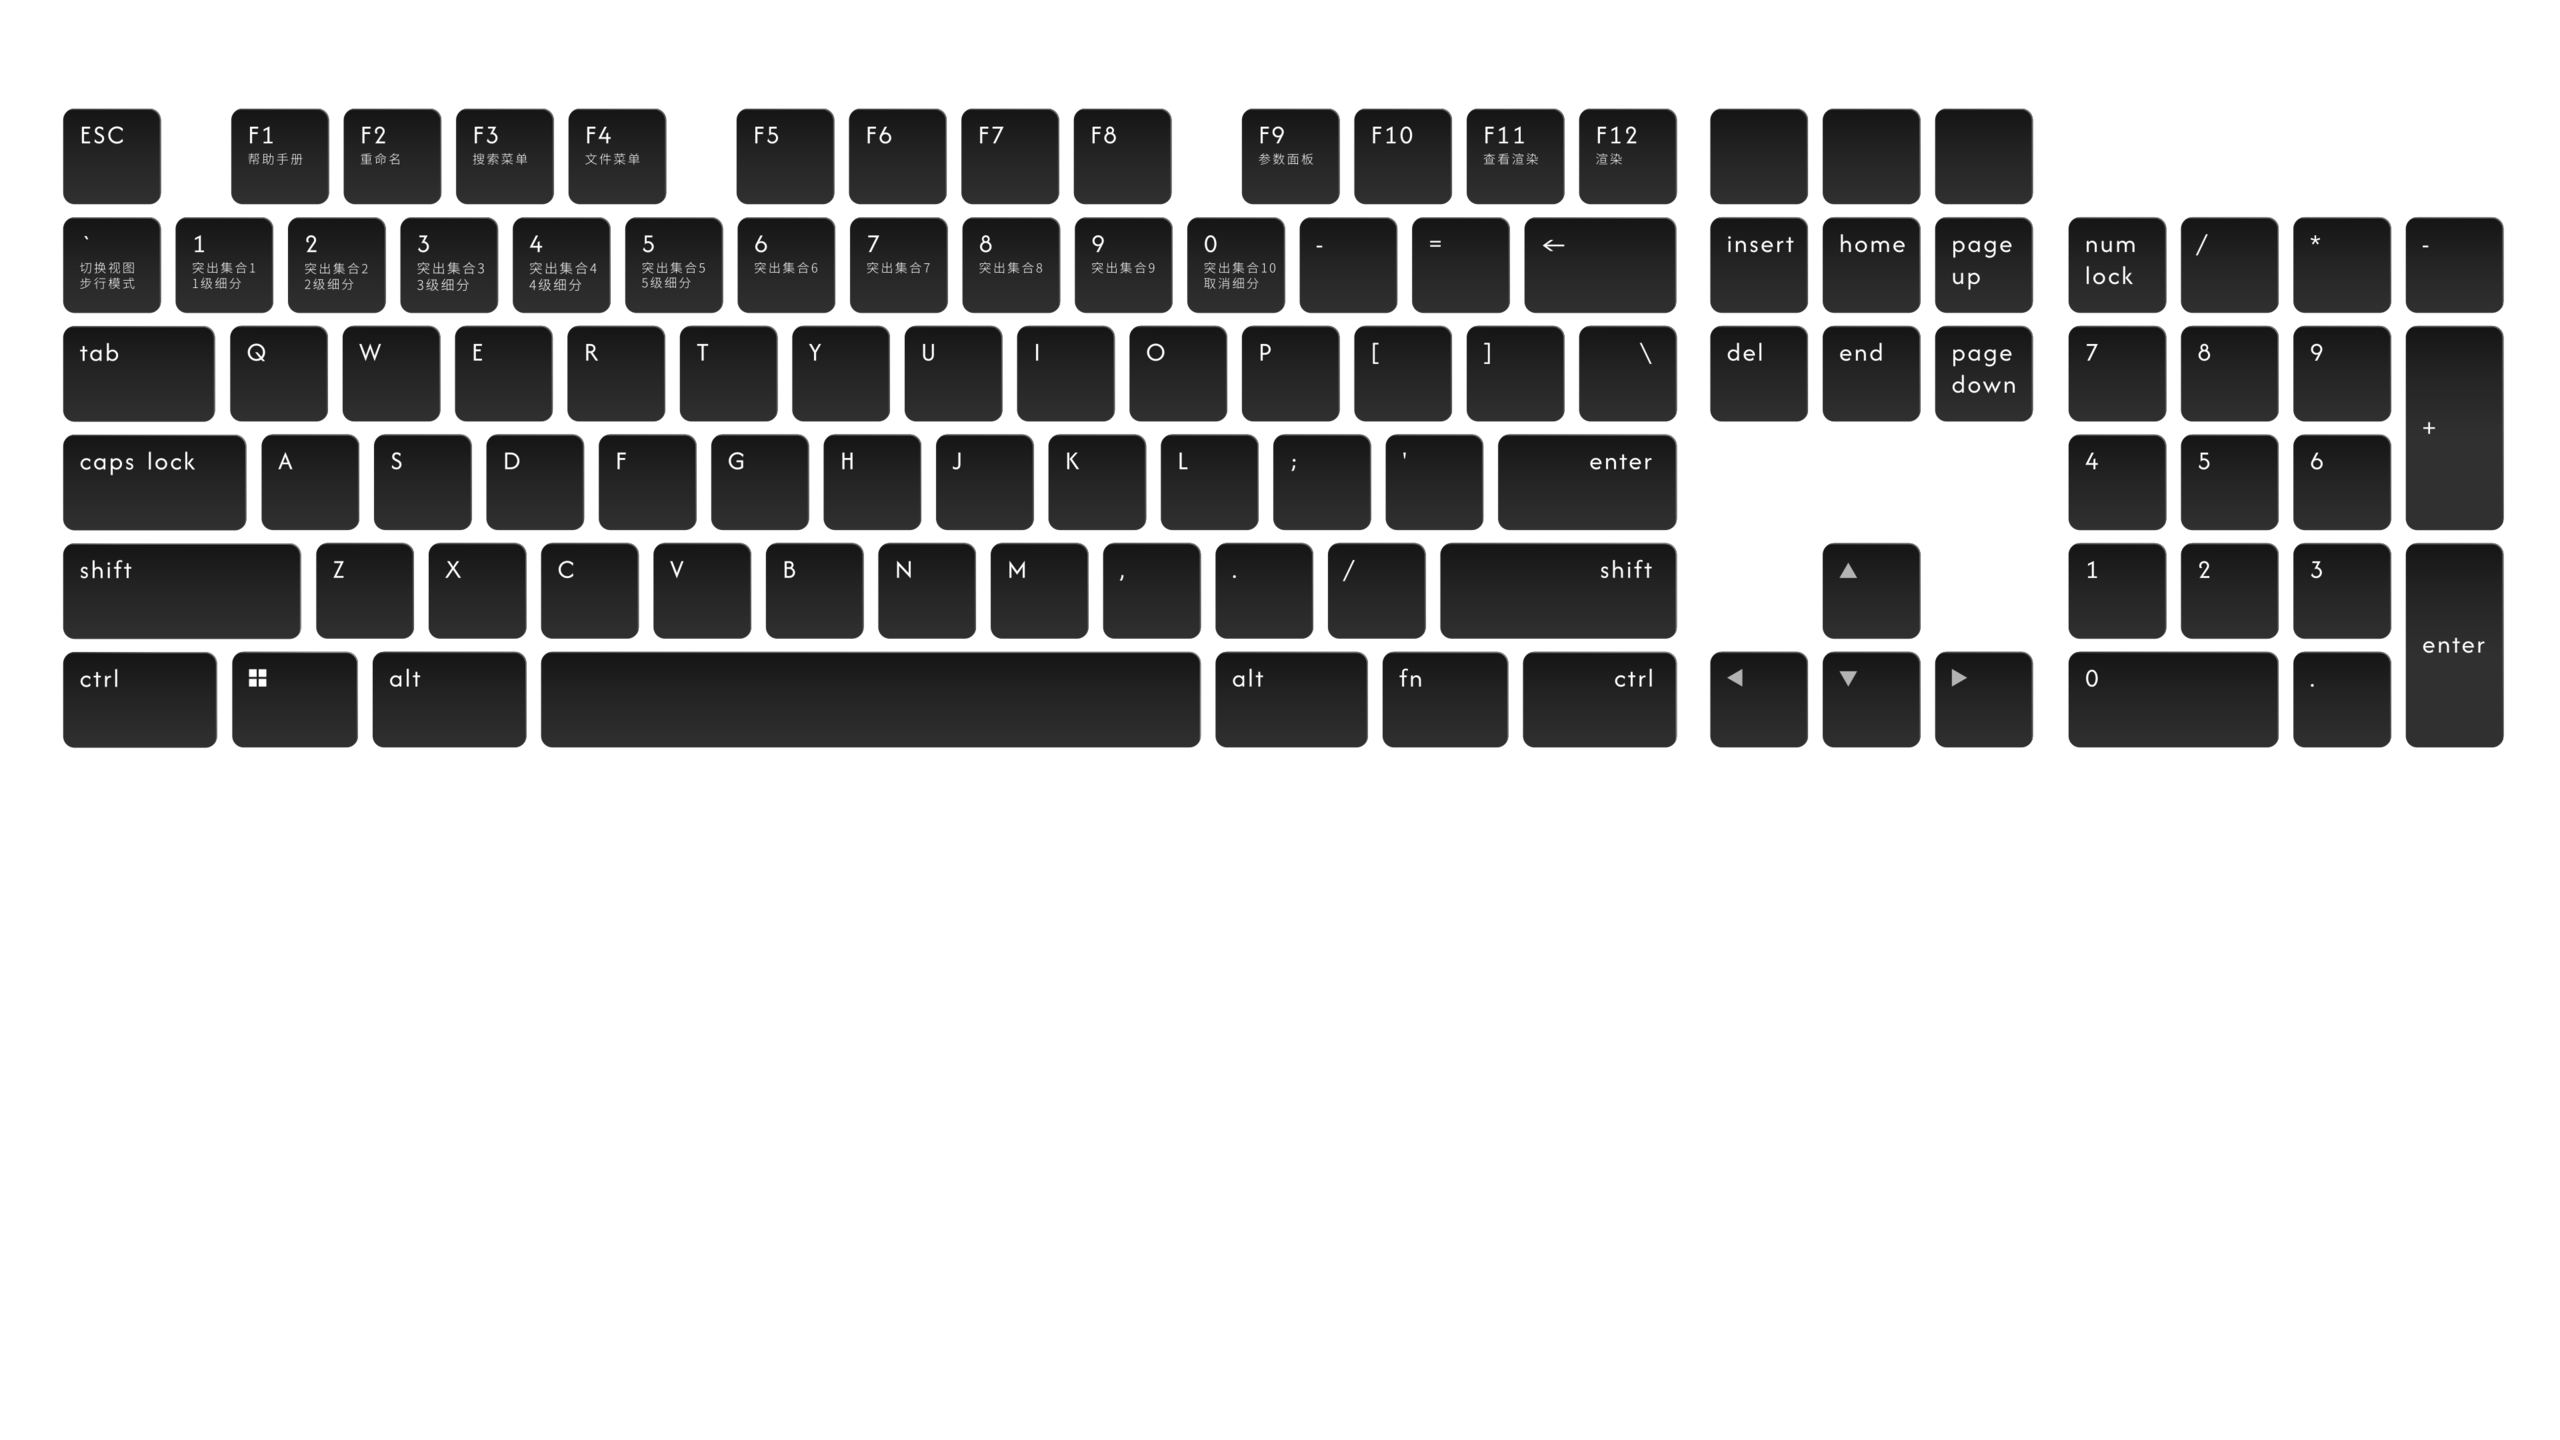 ESC F1 F2 F3 F4 F5 F6 F7 F8 F9 F10 F11 F12
帮助手册 重命名 搜索菜单 文件菜单 参数面板 查看渲染 渲染
` 1 2 3 4 5 6 7 8 9 0 - = ← insert home page num / * -
up lock
切换视图 突出集合1 突出集合2 突出集合3 突出集合4 突出集合5 突出集合6 突出集合7 突出集合8 突出集合9 突出集合10
步行模式 1级细分 2级细分 3级细分 4级细分 5级细分 取消细分
tab Q W E R T Y U I O P [ ] \ del end page 7 8 9
down
+
caps lock A S D F G H J K L ; ' enter 4 5 6
shift Z X C V B N M , . / shift ▲ 1 2 3
enter
ctrl alt alt fn ctrl ◀ ▼ ▶ 0 .